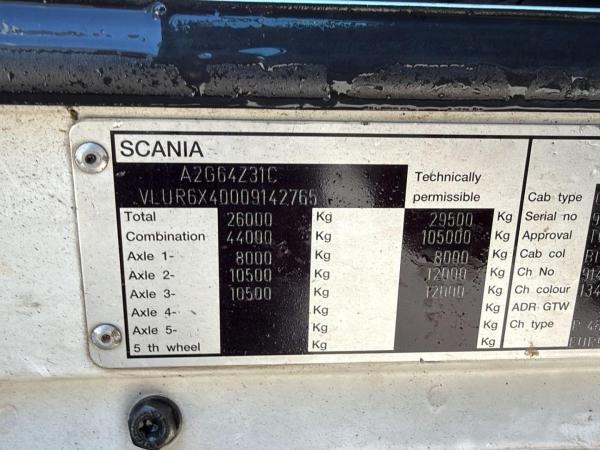 SCANIA
A2G64Z31C
VLUR6X40009142765
Technically permissible
Total 26000 Kg 29500 Kg
Combination 44000 Kg 105000 Kg
Axle 1- 8000 Kg 8000 Kg
Axle 2- 10500 Kg 12000 Kg
Axle 3- 10500 Kg 12000 Kg
Axle 4- Kg Kg
Axle 5- Kg Kg
5 th wheel Kg Kg
Cab type
Serial no
Approval
Cab col
Ch No
Ch colour
ADR GTW
Ch type